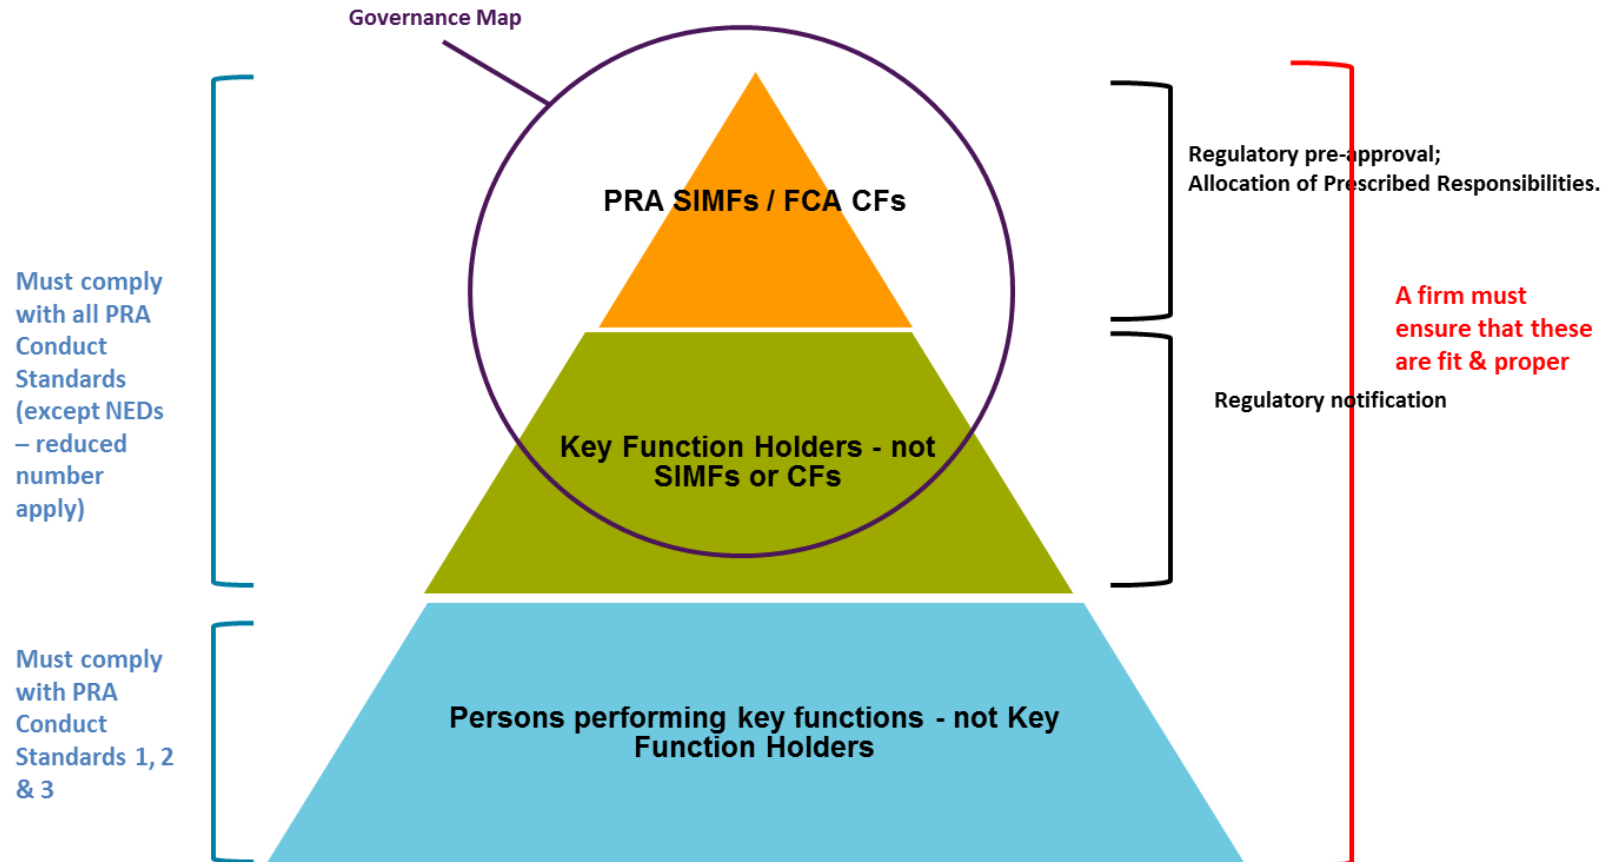 Governance Map
Regulatory pre-approval;
Allocation of Prescribed Responsibilities.
PRA SIMFs / FCA CFs
Must comply
with all PRA
Conduct
Standards
(except NEDs
– reduced
number
apply)
A firm must
ensure that these
are fit & proper
Regulatory notification
Key Function Holders - not
SIMFs or CFs
Must comply
with PRA
Conduct
Standards 1, 2
& 3
Persons performing key functions - not Key
Function Holders